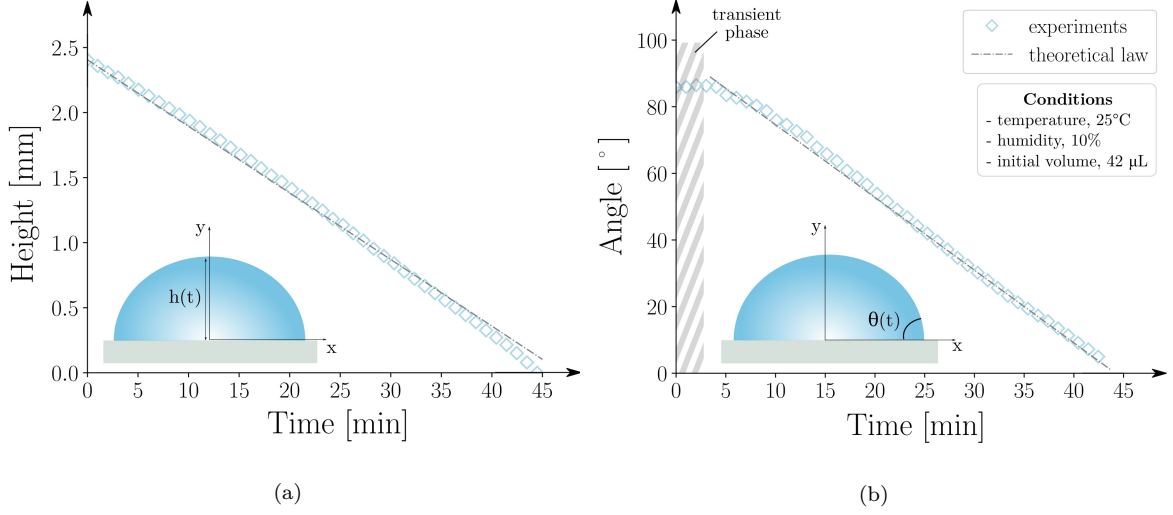 2.5
2.0
1.5
1.0
0.5
0.0
Height [mm]
y
h(t)
x
0
5
10
15
20
25
30
35
40
45
Time [min]
(a)
transient
phase
100
80
60
40
20
0
Angle [°]
experiments
theoretical law
Conditions
- temperature, 25°C
- humidity, 10%
- initial volume, 42 µL
y
θ(t)
x
0
5
10
15
20
25
30
35
40
45
Time [min]
(b)